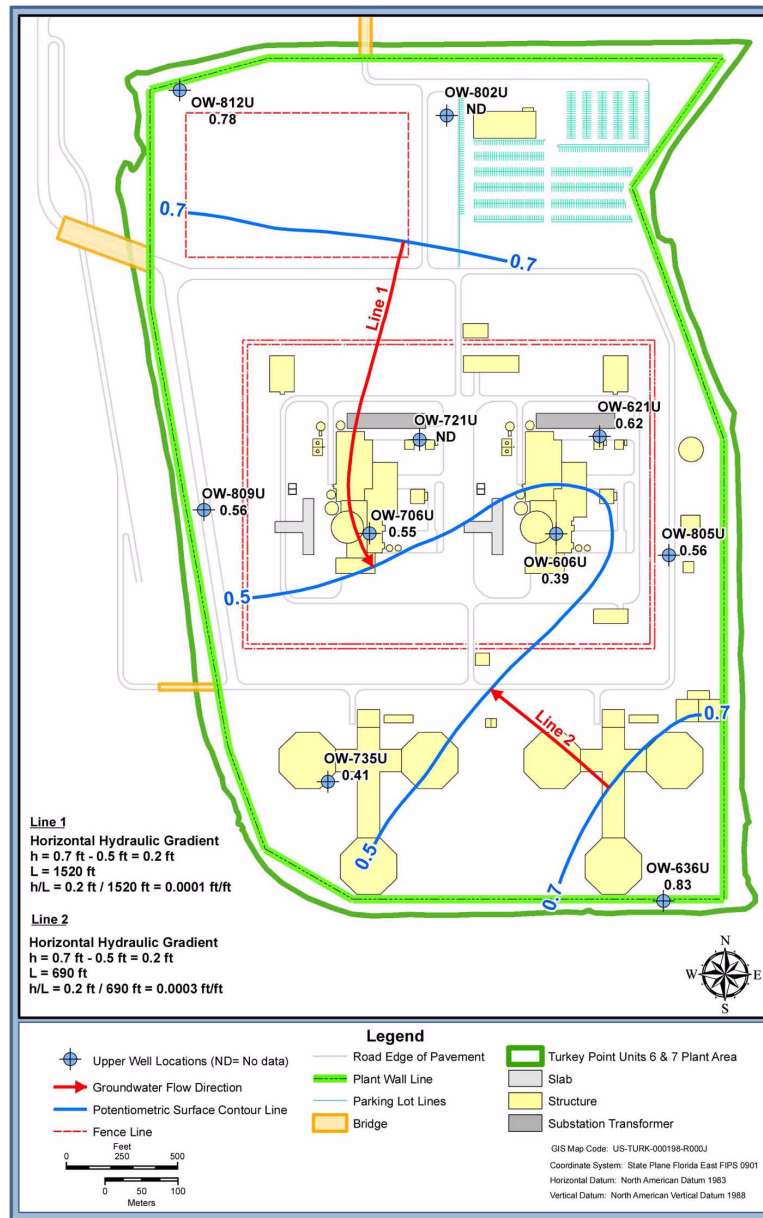 OW-812U
0.78
OW-802U
ND
0.7
0.7
Line 1
OW-721U
ND
OW-621U
0.62
OW-809U
0.56
OW-706U
0.55
OW-606U
0.39
OW-805U
0.56
0.5
Line 2
0.7
OW-735U
0.41
0.5
0.7
OW-636U
0.83
Line 1
Horizontal Hydraulic Gradient
h = 0.7 ft - 0.5 ft = 0.2 ft
L = 1520 ft
h/L = 0.2 ft / 1520 ft = 0.0001 ft/ft
Line 2
Horizontal Hydraulic Gradient
h = 0.7 ft - 0.5 ft = 0.2 ft
L = 690 ft
h/L = 0.2 ft / 690 ft = 0.0003 ft/ft
N
W E
S
Legend
Upper Well Locations (ND= No data)
Groundwater Flow Direction
Potentiometric Surface Contour Line
Fence Line
Road Edge of Pavement
Plant Wall Line
Parking Lot Lines
Bridge
Turkey Point Units 6 & 7 Plant Area
Slab
Structure
Substation Transformer
Feet
0 250 500
0 50 100
Meters
GIS Map Code: US-TURK-000198-R000J
Coordinate System: State Plane Florida East FIPS 0901
Horizontal Datum: North American Datum 1983
Vertical Datum: North American Vertical Datum 1988